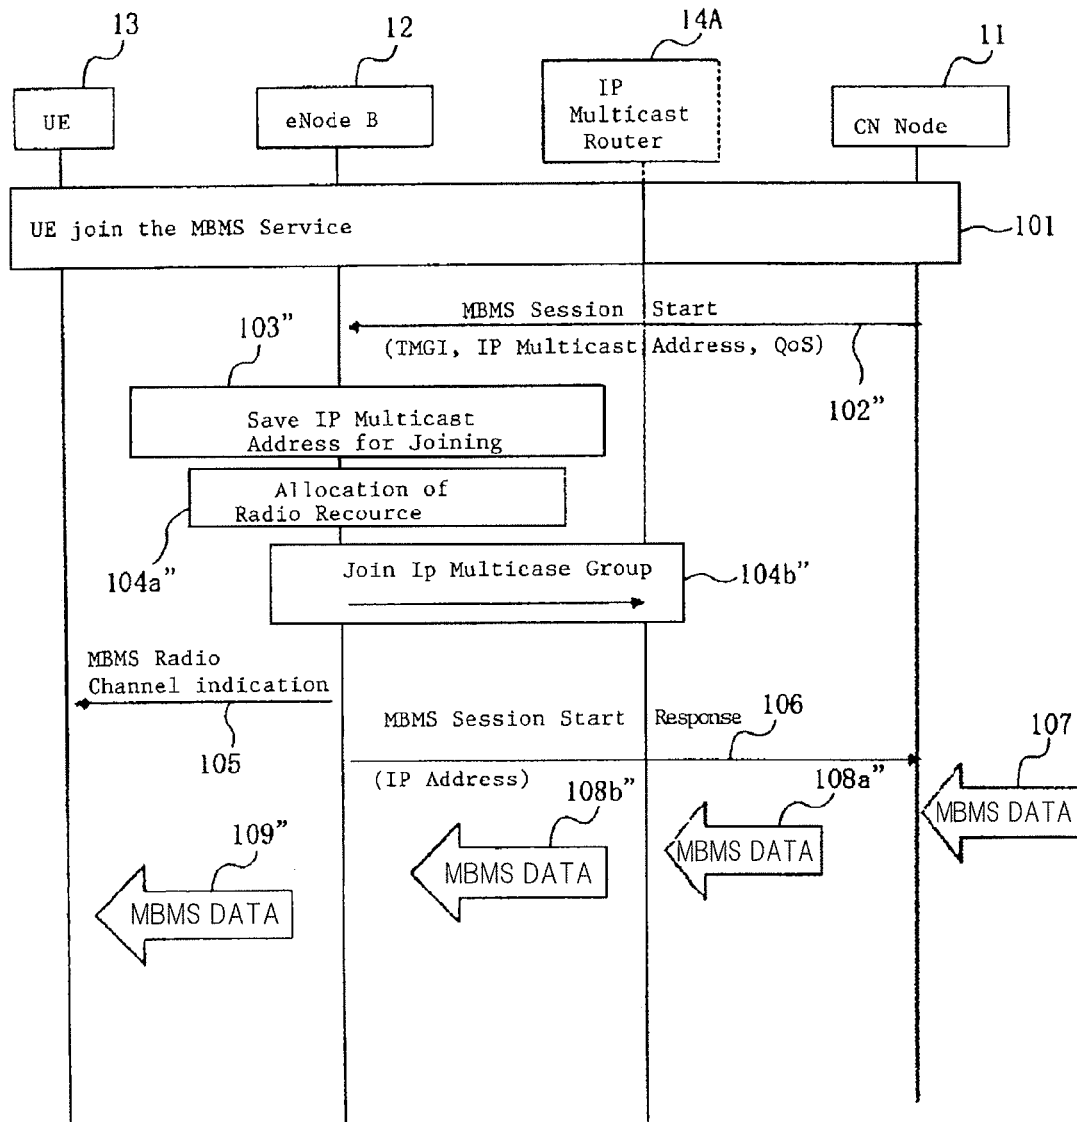 13
12
14A
11
UE
eNode B
IP
Multicast
Router
CN Node
UE join the MBMS Service
101
MBMS Session Start
(TMGI, IP Multicast Address, QoS)
102”
103”
Save IP Multicast
Address for Joining
Allocation of
Radio Recource
104a”
Join Ip Multicase Group
104b”
MBMS Radio
Channel indication
105
MBMS Session Start Response
106
(IP Address)
107
MBMS DATA
108a”
MBMS DATA
108b”
MBMS DATA
109”
MBMS DATA